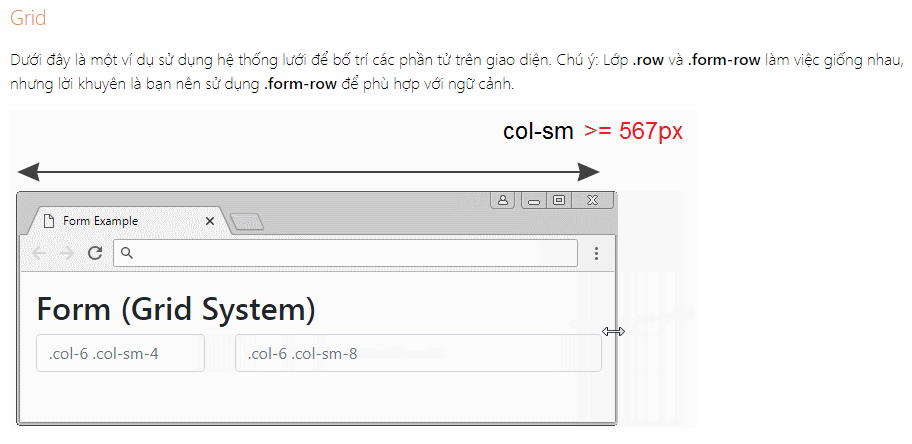 Grid
Dưới đây là một ví dụ sử dụng hệ thống lưới để bố trí các phần tử trên giao diện. Chú ý: Lớp .row và .form-row làm việc giống nhau,
nhưng lời khuyên là bạn nên sử dụng .form-row để phù hợp với ngữ cảnh.
col-sm >= 567px
Form Example
Form (Grid System)
.col-6 .col-sm-4 .col-6 .col-sm-8